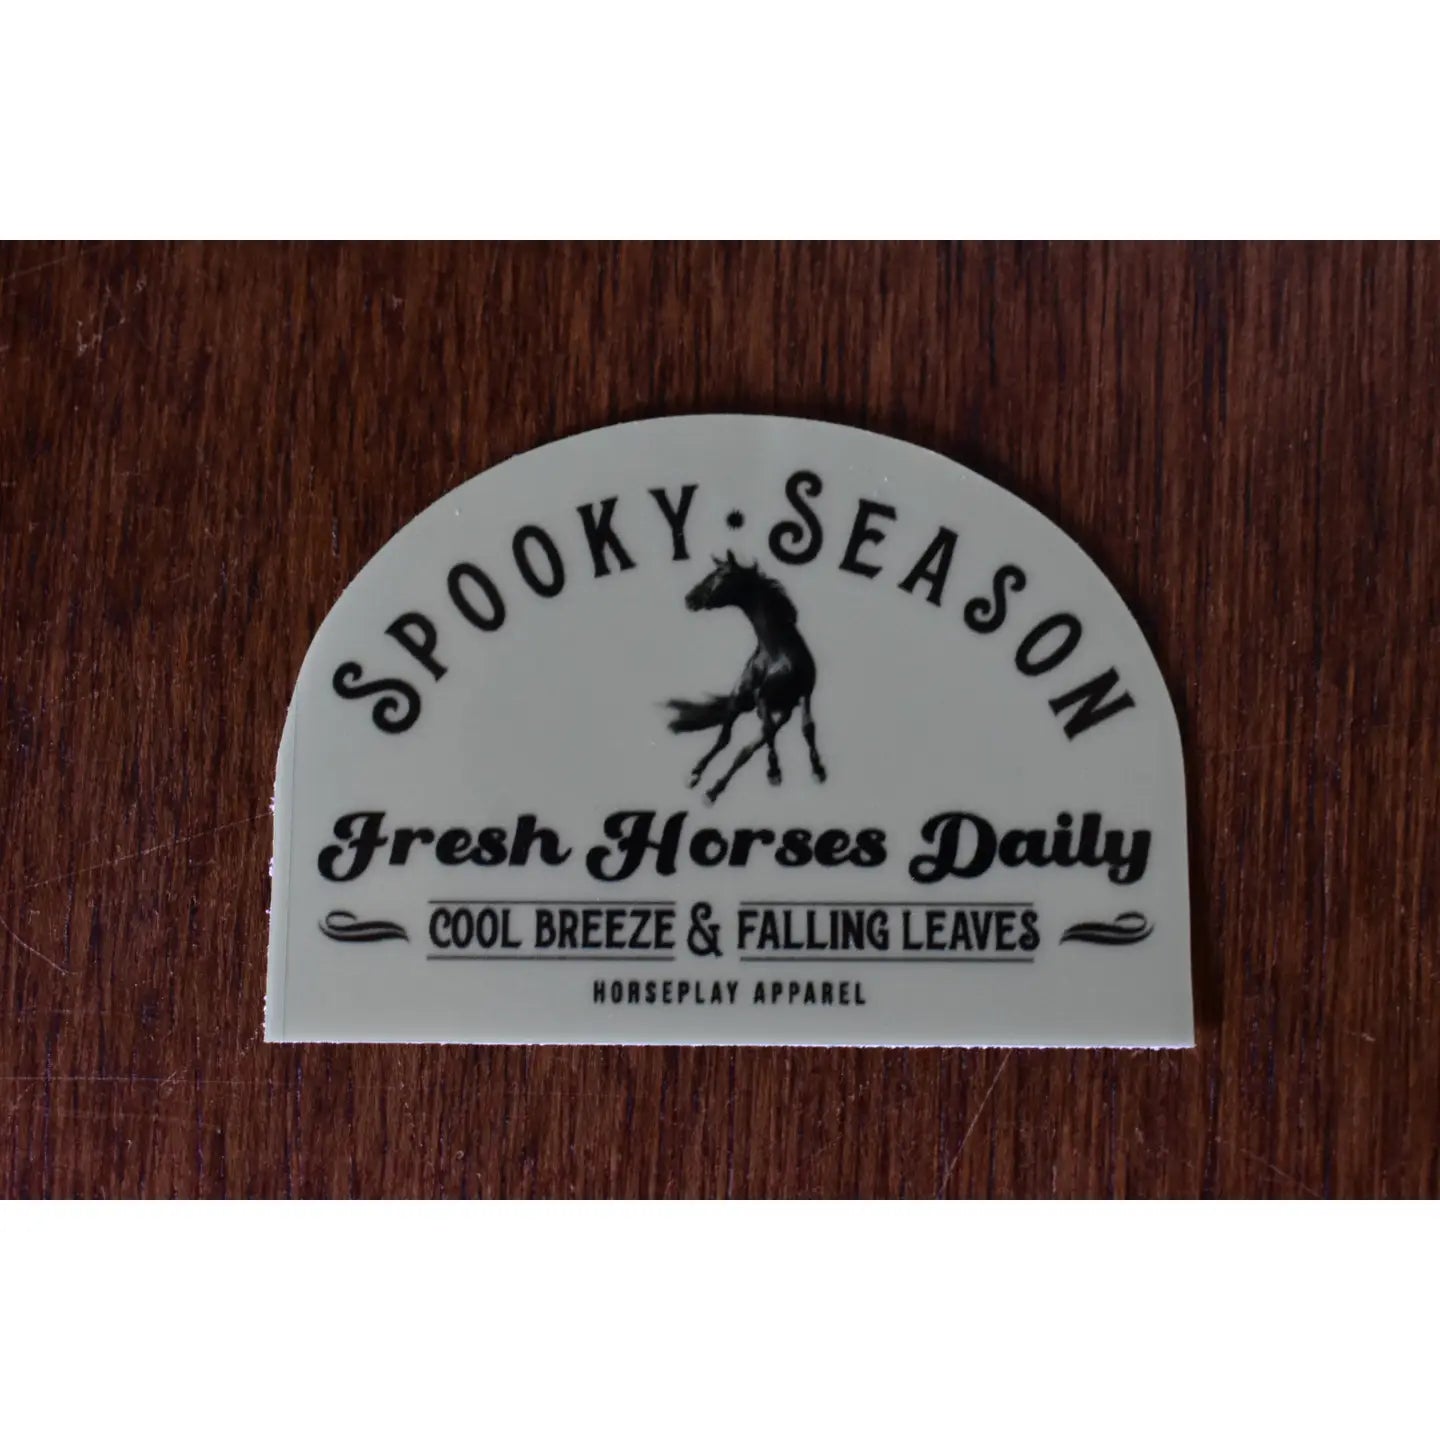 SPOOKY · SEASON
Fresh Horses Daily
COOL BREEZE & FALLING LEAVES
HORSEPLAY APPAREL